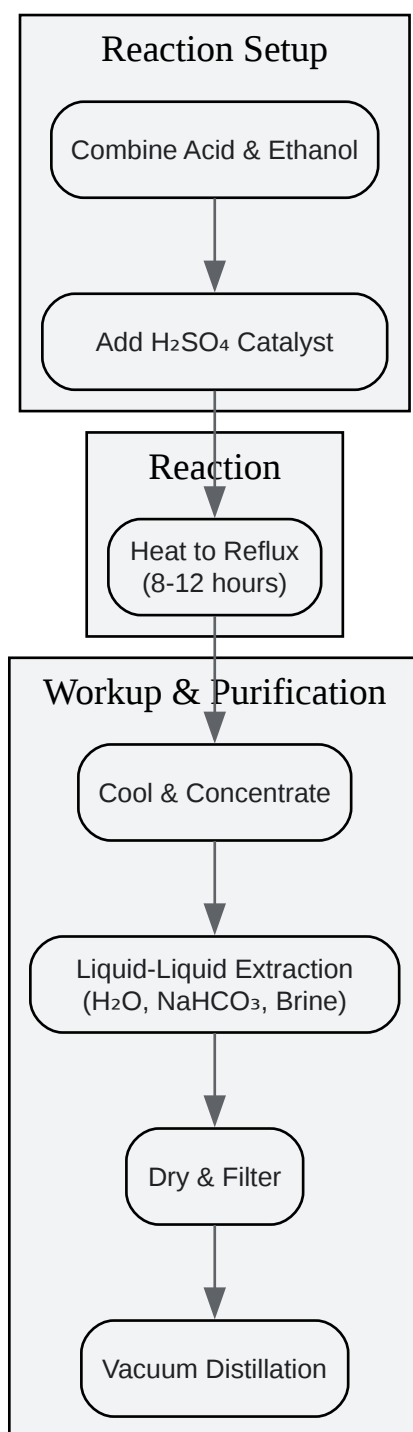 Reaction Setup
Combine Acid & Ethanol
Add H₂SO₄ Catalyst
Reaction
Heat to Reflux
(8-12 hours)
Workup & Purification
Cool & Concentrate
Liquid-Liquid Extraction
(H₂O, NaHCO₃, Brine)
Dry & Filter
Vacuum Distillation